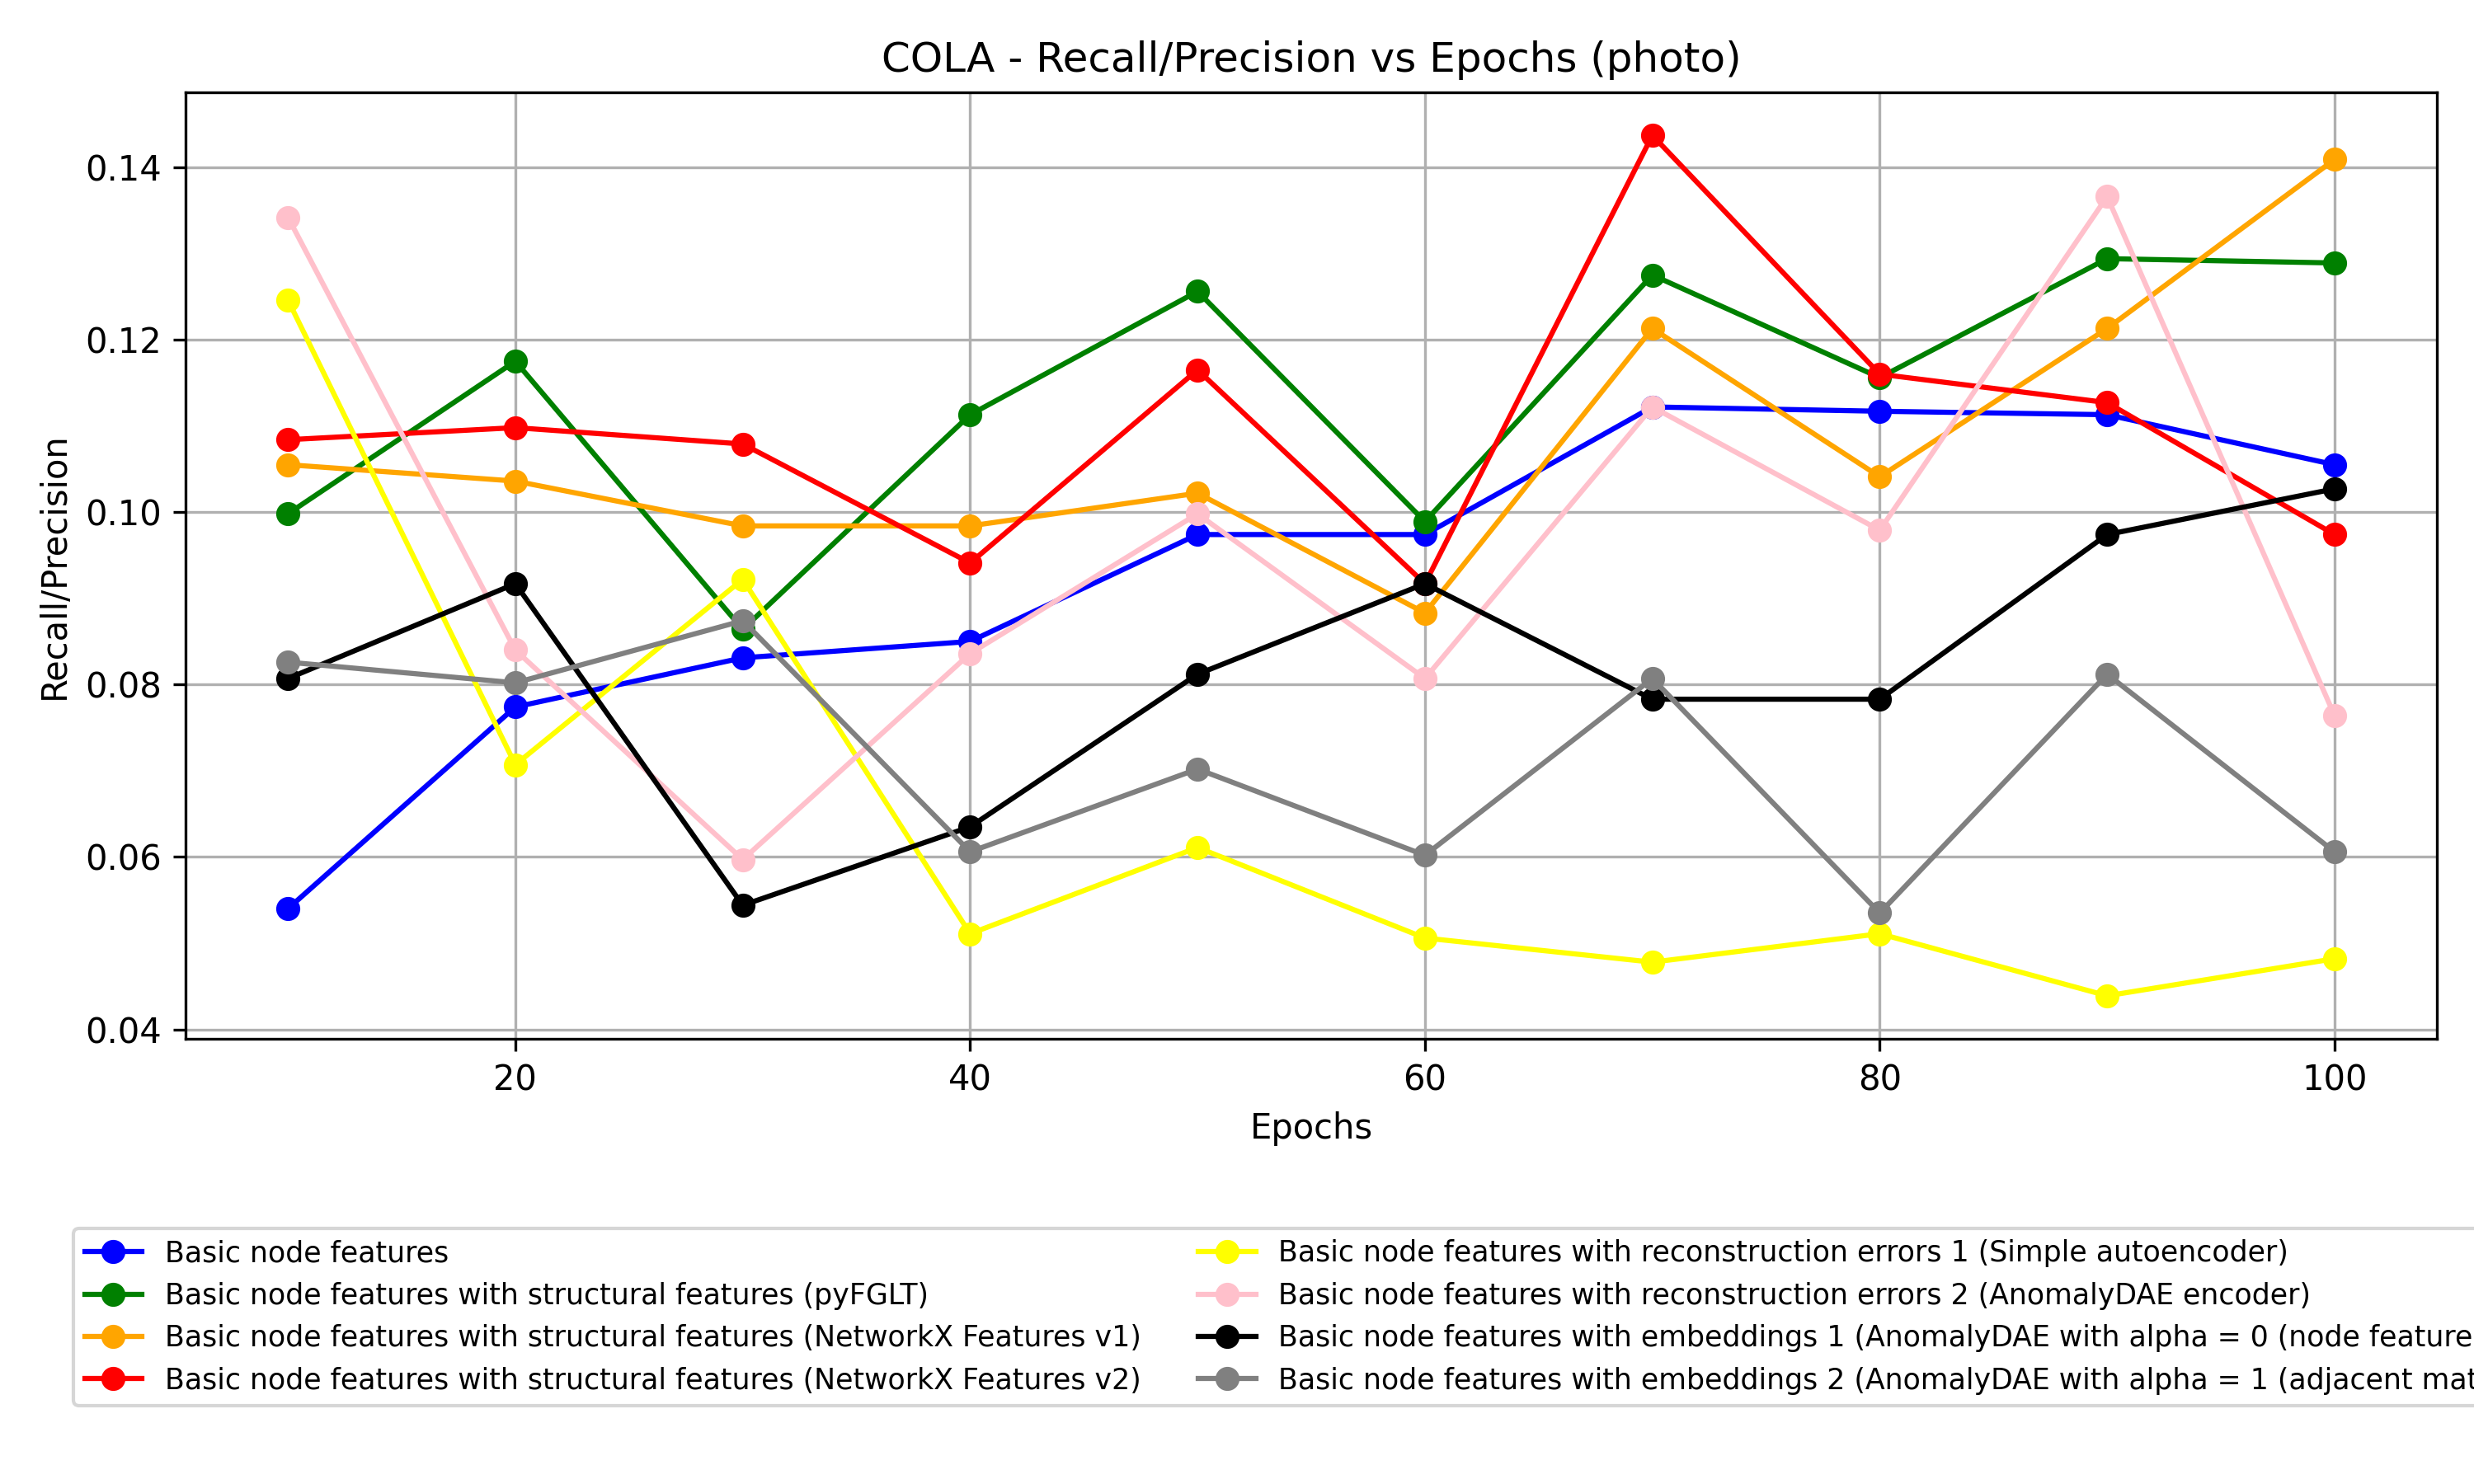 COLA - Recall/Precision vs Epochs (photo)
Recall/Precision
0.14
0.12
0.10
0.08
0.06
0.04
20 40 60 80 100
Epochs
Basic node features
Basic node features with structural features (pyFGLT)
Basic node features with structural features (NetworkX Features v1)
Basic node features with structural features (NetworkX Features v2)
Basic node features with reconstruction errors 1 (Simple autoencoder)
Basic node features with reconstruction errors 2 (AnomalyDAE encoder)
Basic node features with embeddings 1 (AnomalyDAE with alpha = 0 (node feature
Basic node features with embeddings 2 (AnomalyDAE with alpha = 1 (adjacent mat